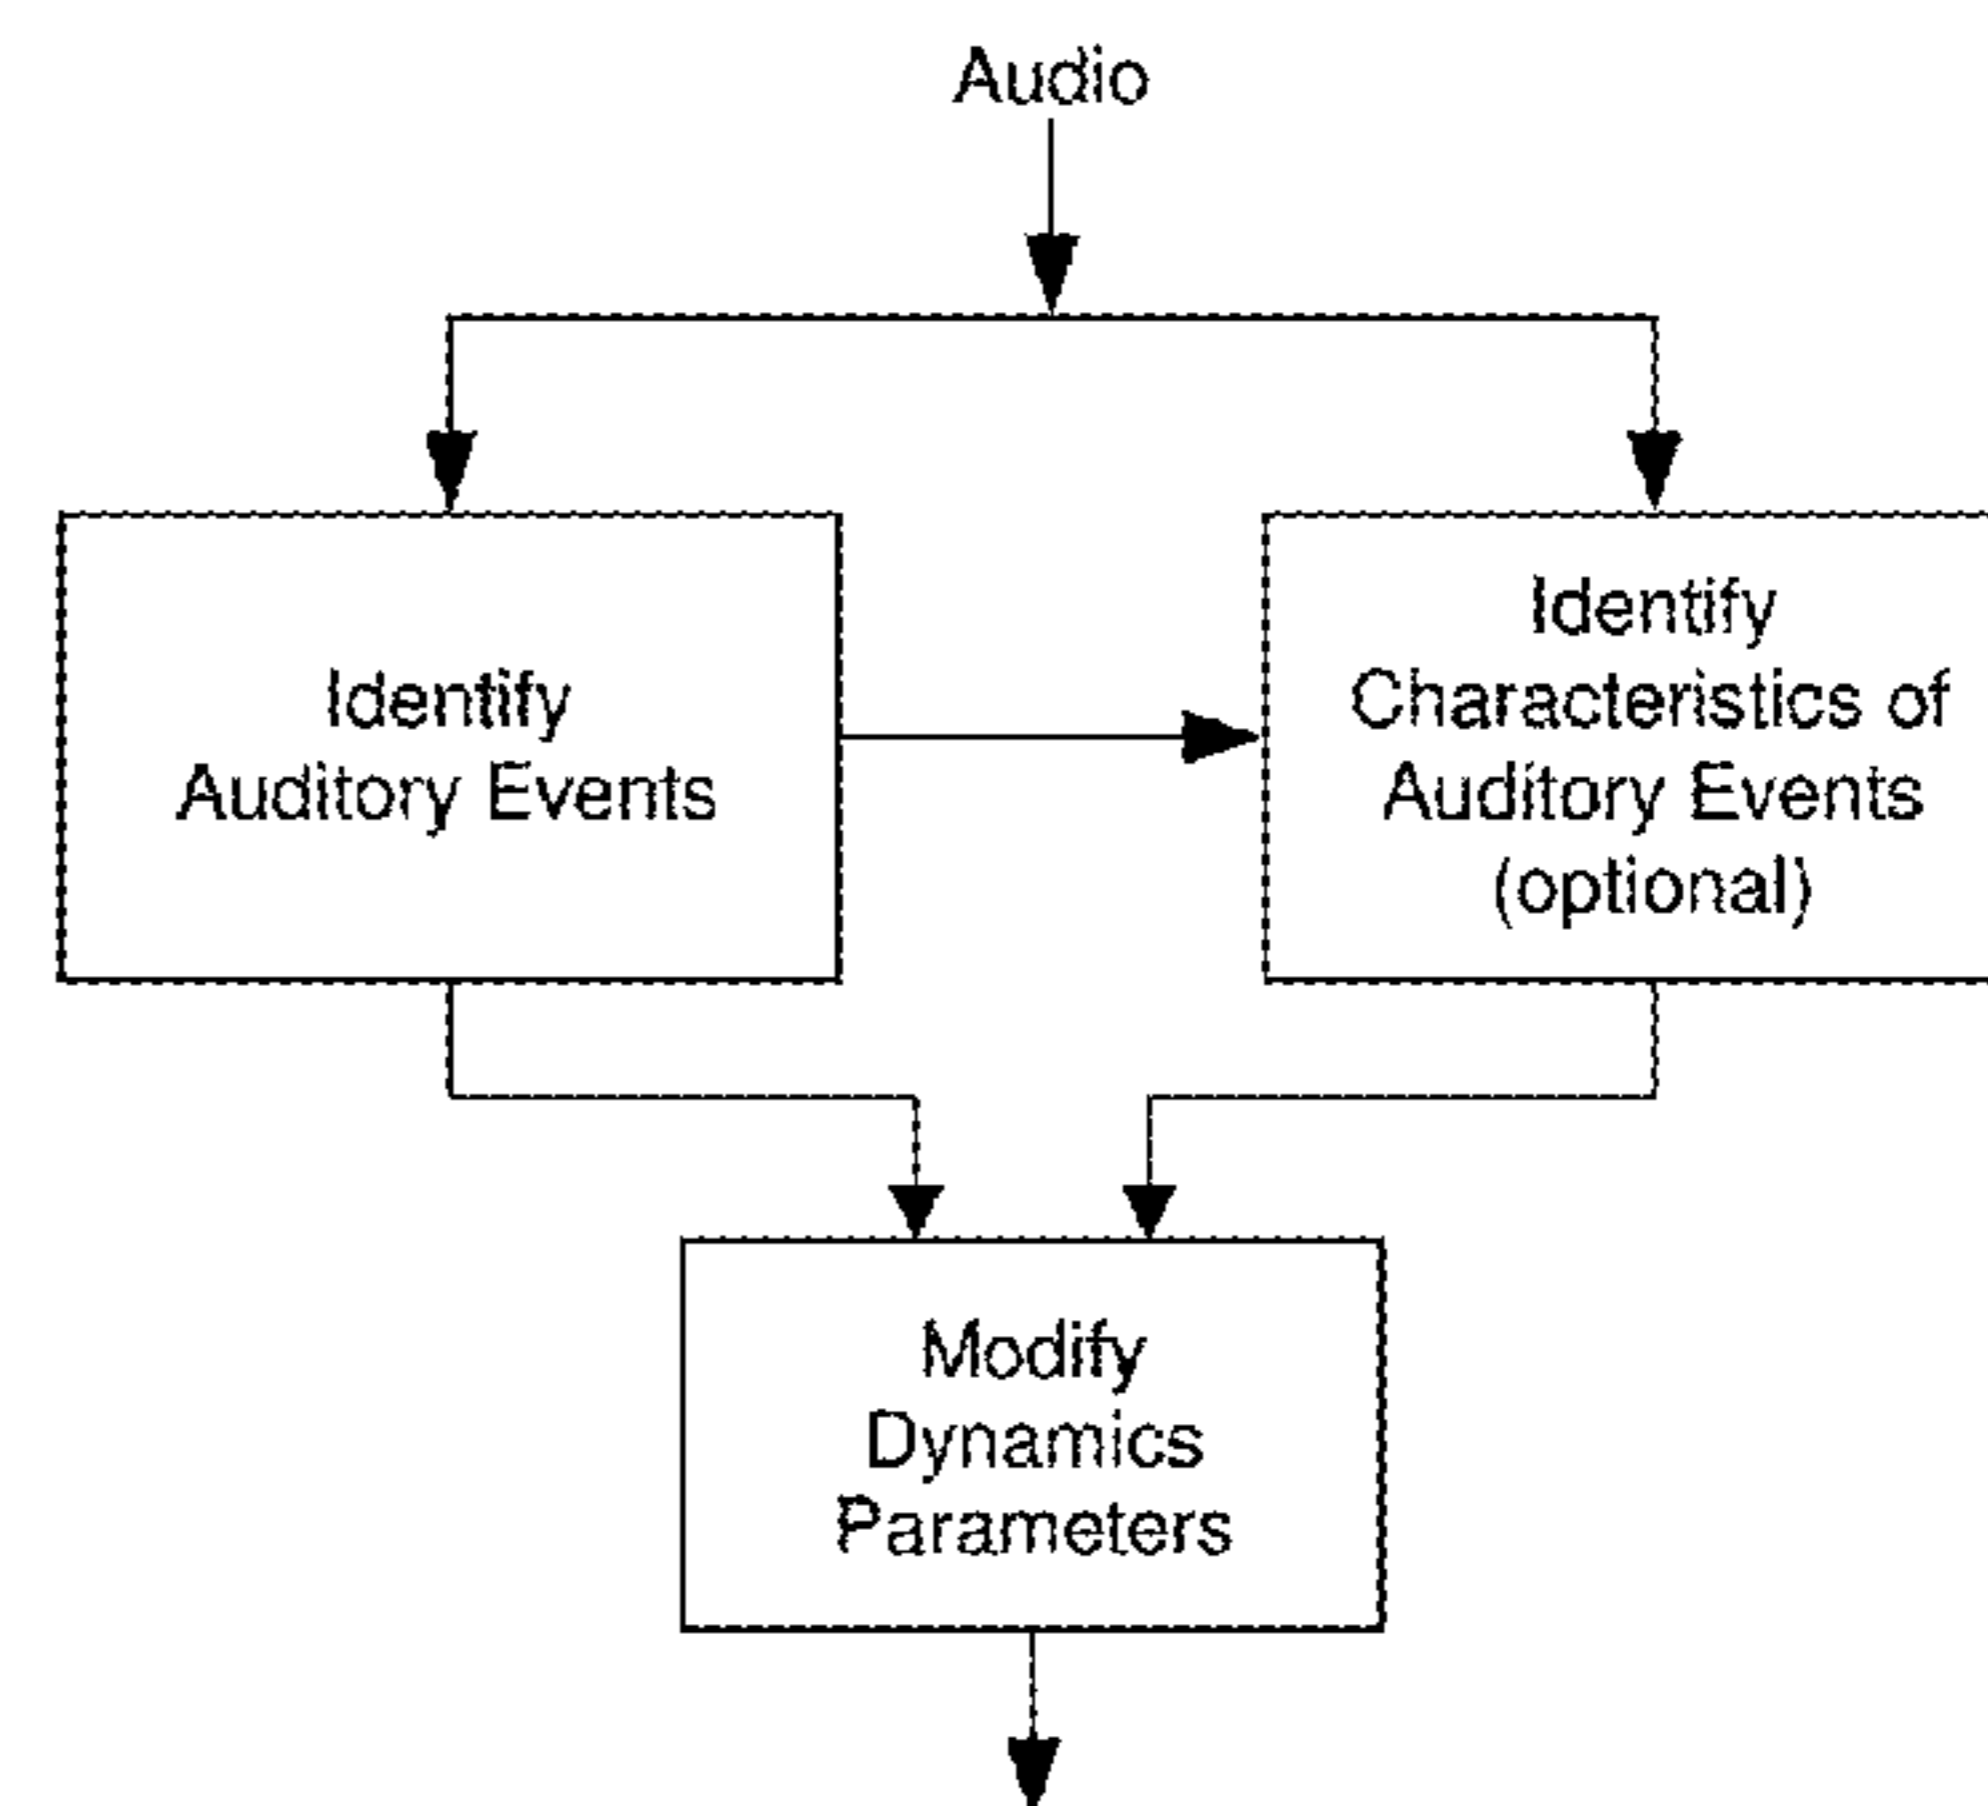 Audio
Identify
Auditory Events
Identify
Characteristics of
Auditory Events
(optional)
Modify
Dynamics
Parameters